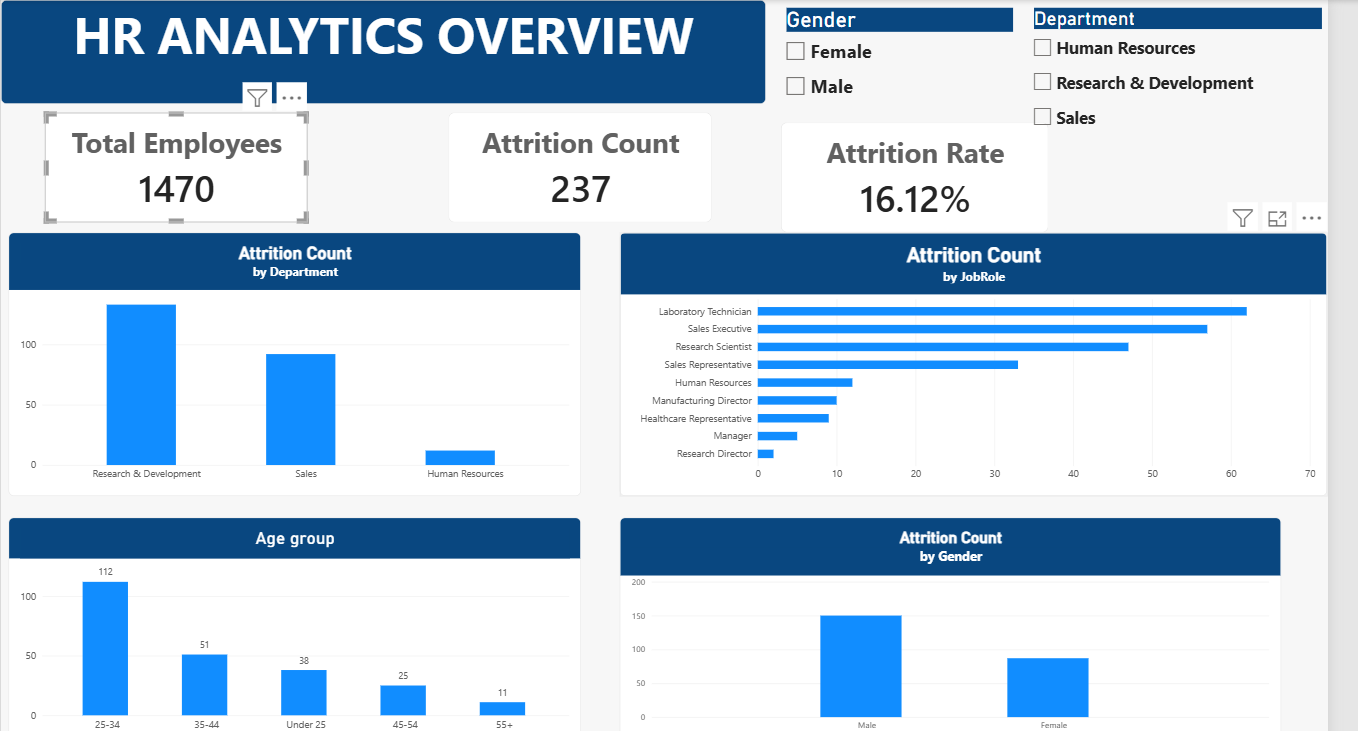 HR ANALYTICS OVERVIEW
Gender
Female
Male
Department
Human Resources
Research & Development
Sales
Total Employees
1470
Attrition Count
237
Attrition Rate
16.12%
Attrition Count
by Department
100
50
0
Research & Development
Sales
Human Resources
Attrition Count
by JobRole
Laboratory Technician
Sales Executive
Research Scientist
Sales Representative
Human Resources
Manufacturing Director
Healthcare Representative
Manager
Research Director
0 10 20 30 40 50 60 70
Age group
100
50
0
112
51
38
25
11
25-34
35-44
Under 25
45-54
55+
Attrition Count
by Gender
200
150
100
50
0
Male
Female